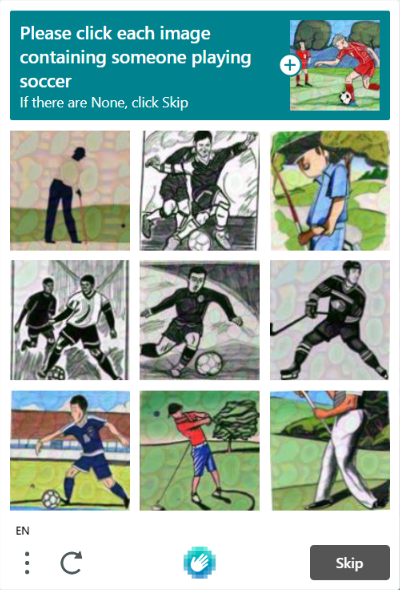 Please click each image
containing someone playing
soccer
If there are None, click Skip
EN
Skip